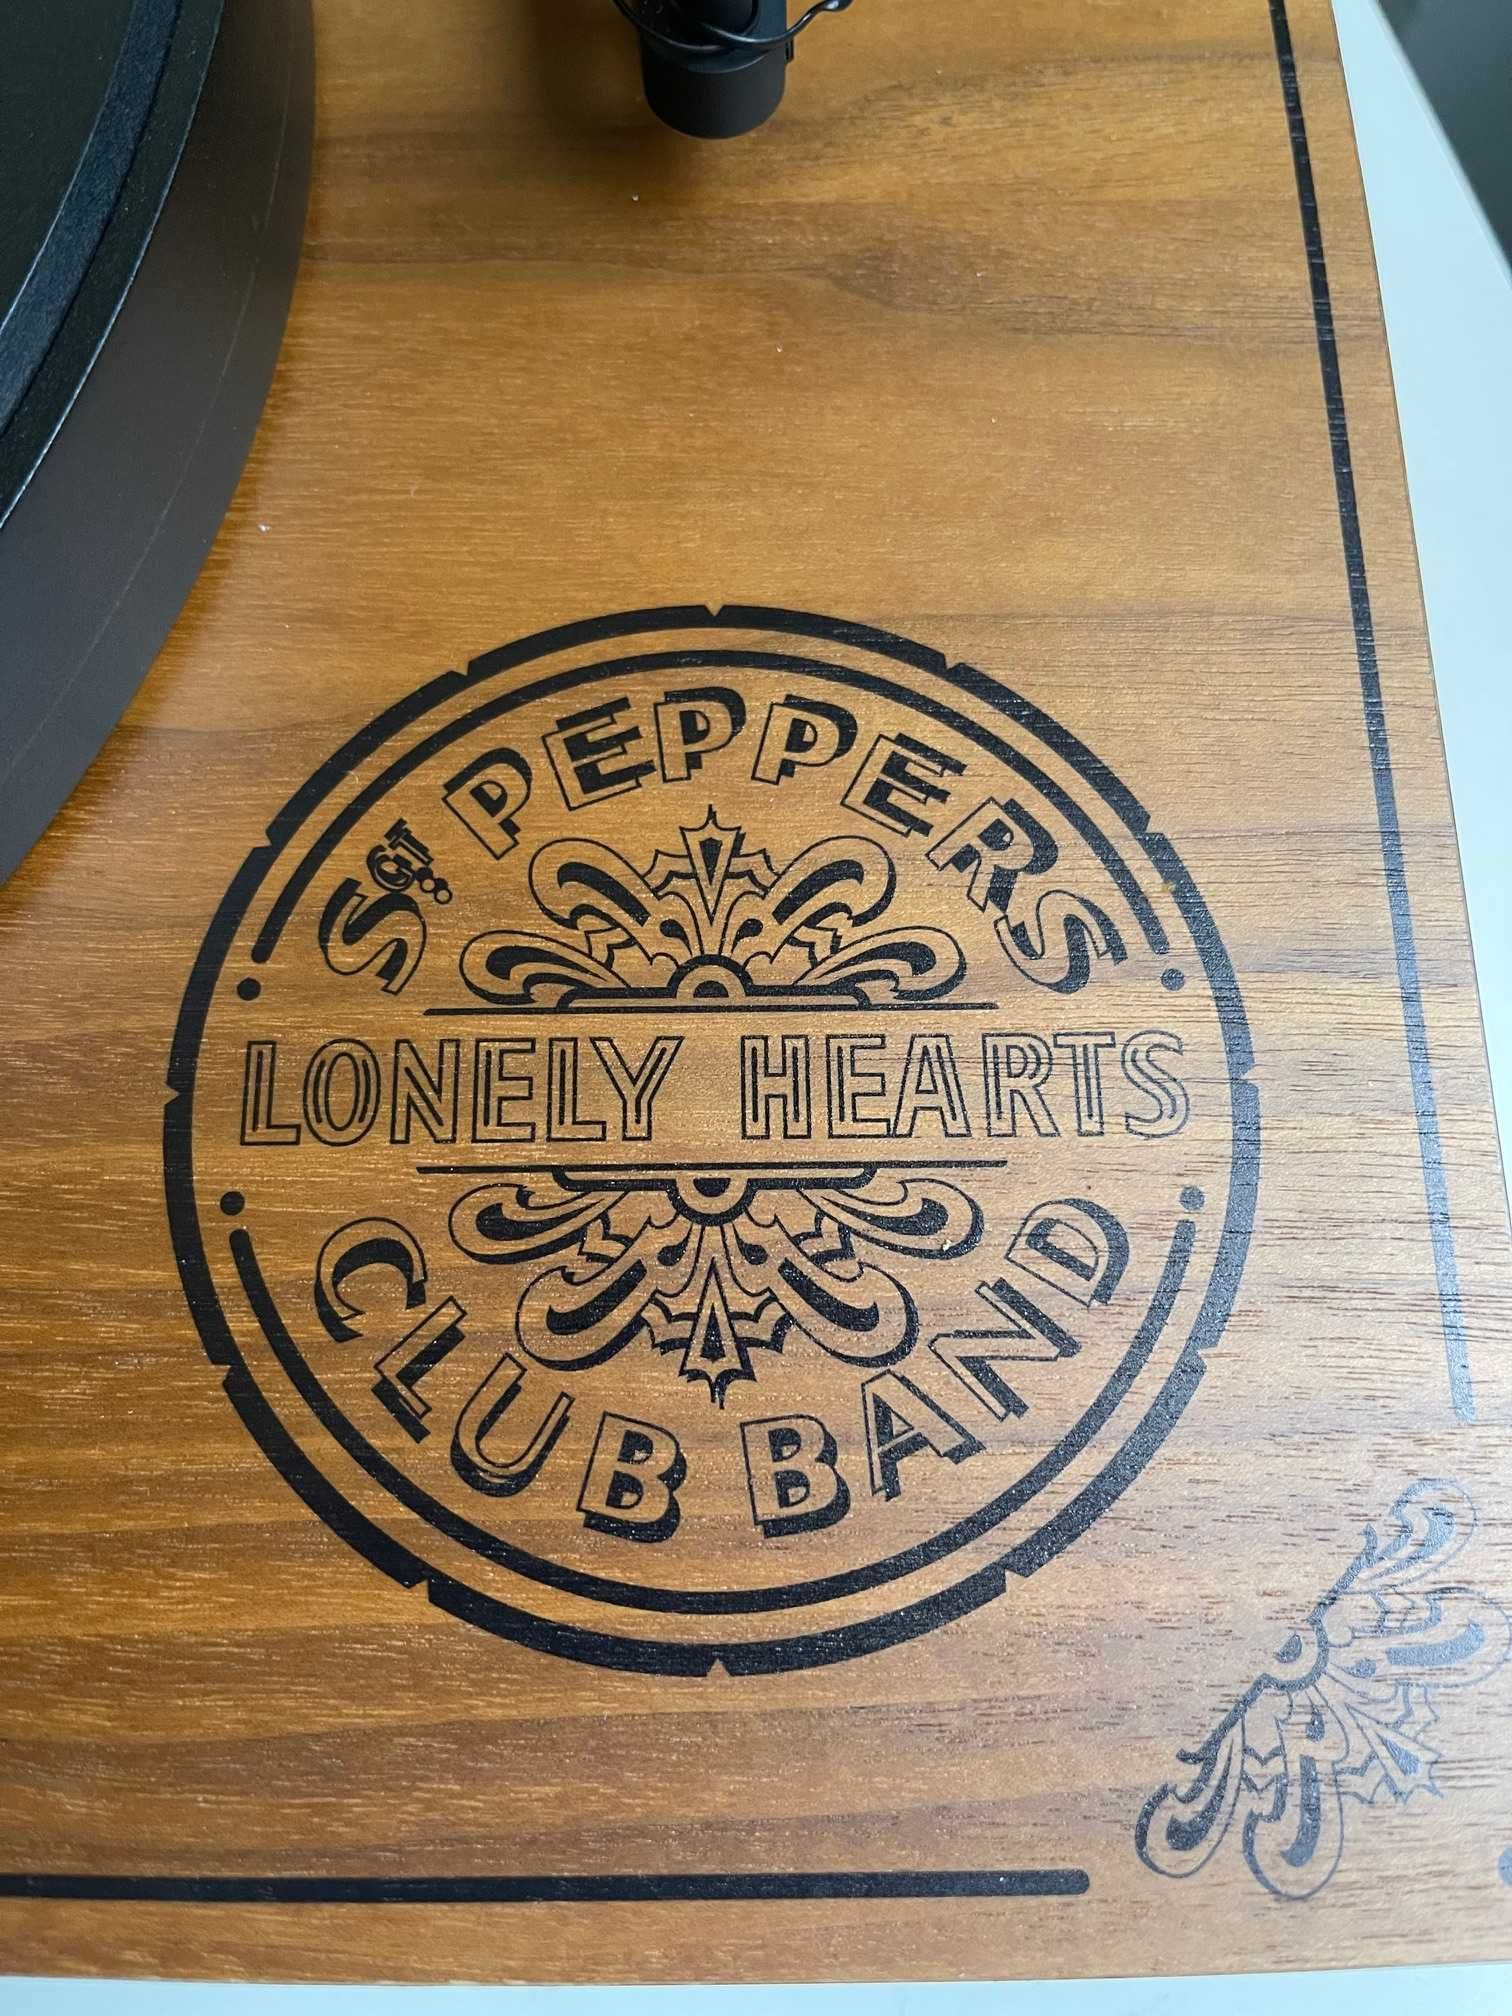 SGT. PEPPERS
LONELY HEARTS
CLUB BAND